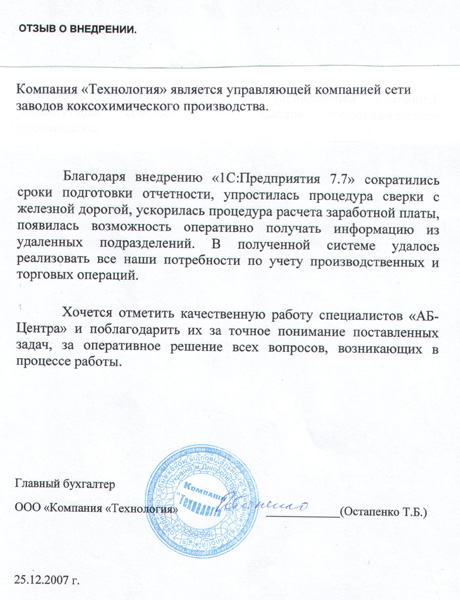 ОТЗЫВ О ВНЕДРЕНИИ.
Компания «Технология» является управляющей компанией сети
заводов коксохимического производства.
Благодаря внедрению «1С:Предприятия 7.7» сократились
сроки подготовки отчетности, упростилась процедура сверки с
железной дорогой, ускорилась процедура расчета заработной платы,
появилась возможность оперативно получать информацию из
удаленных подразделений. В полученной системе удалось
реализовать все наши потребности по учету производственных и
торговых операций.
Хочется отметить качественную работу специалистов «АБ-
Центра» и поблагодарить их за точное понимание поставленных
задач, за оперативное решение всех вопросов, возникающих в
процессе работы.
Главный бухгалтер
ООО «Компания «Технология» ____________(Остапенко Т.Б.)
Компанія
"Технологія"
25.12.2007 г.